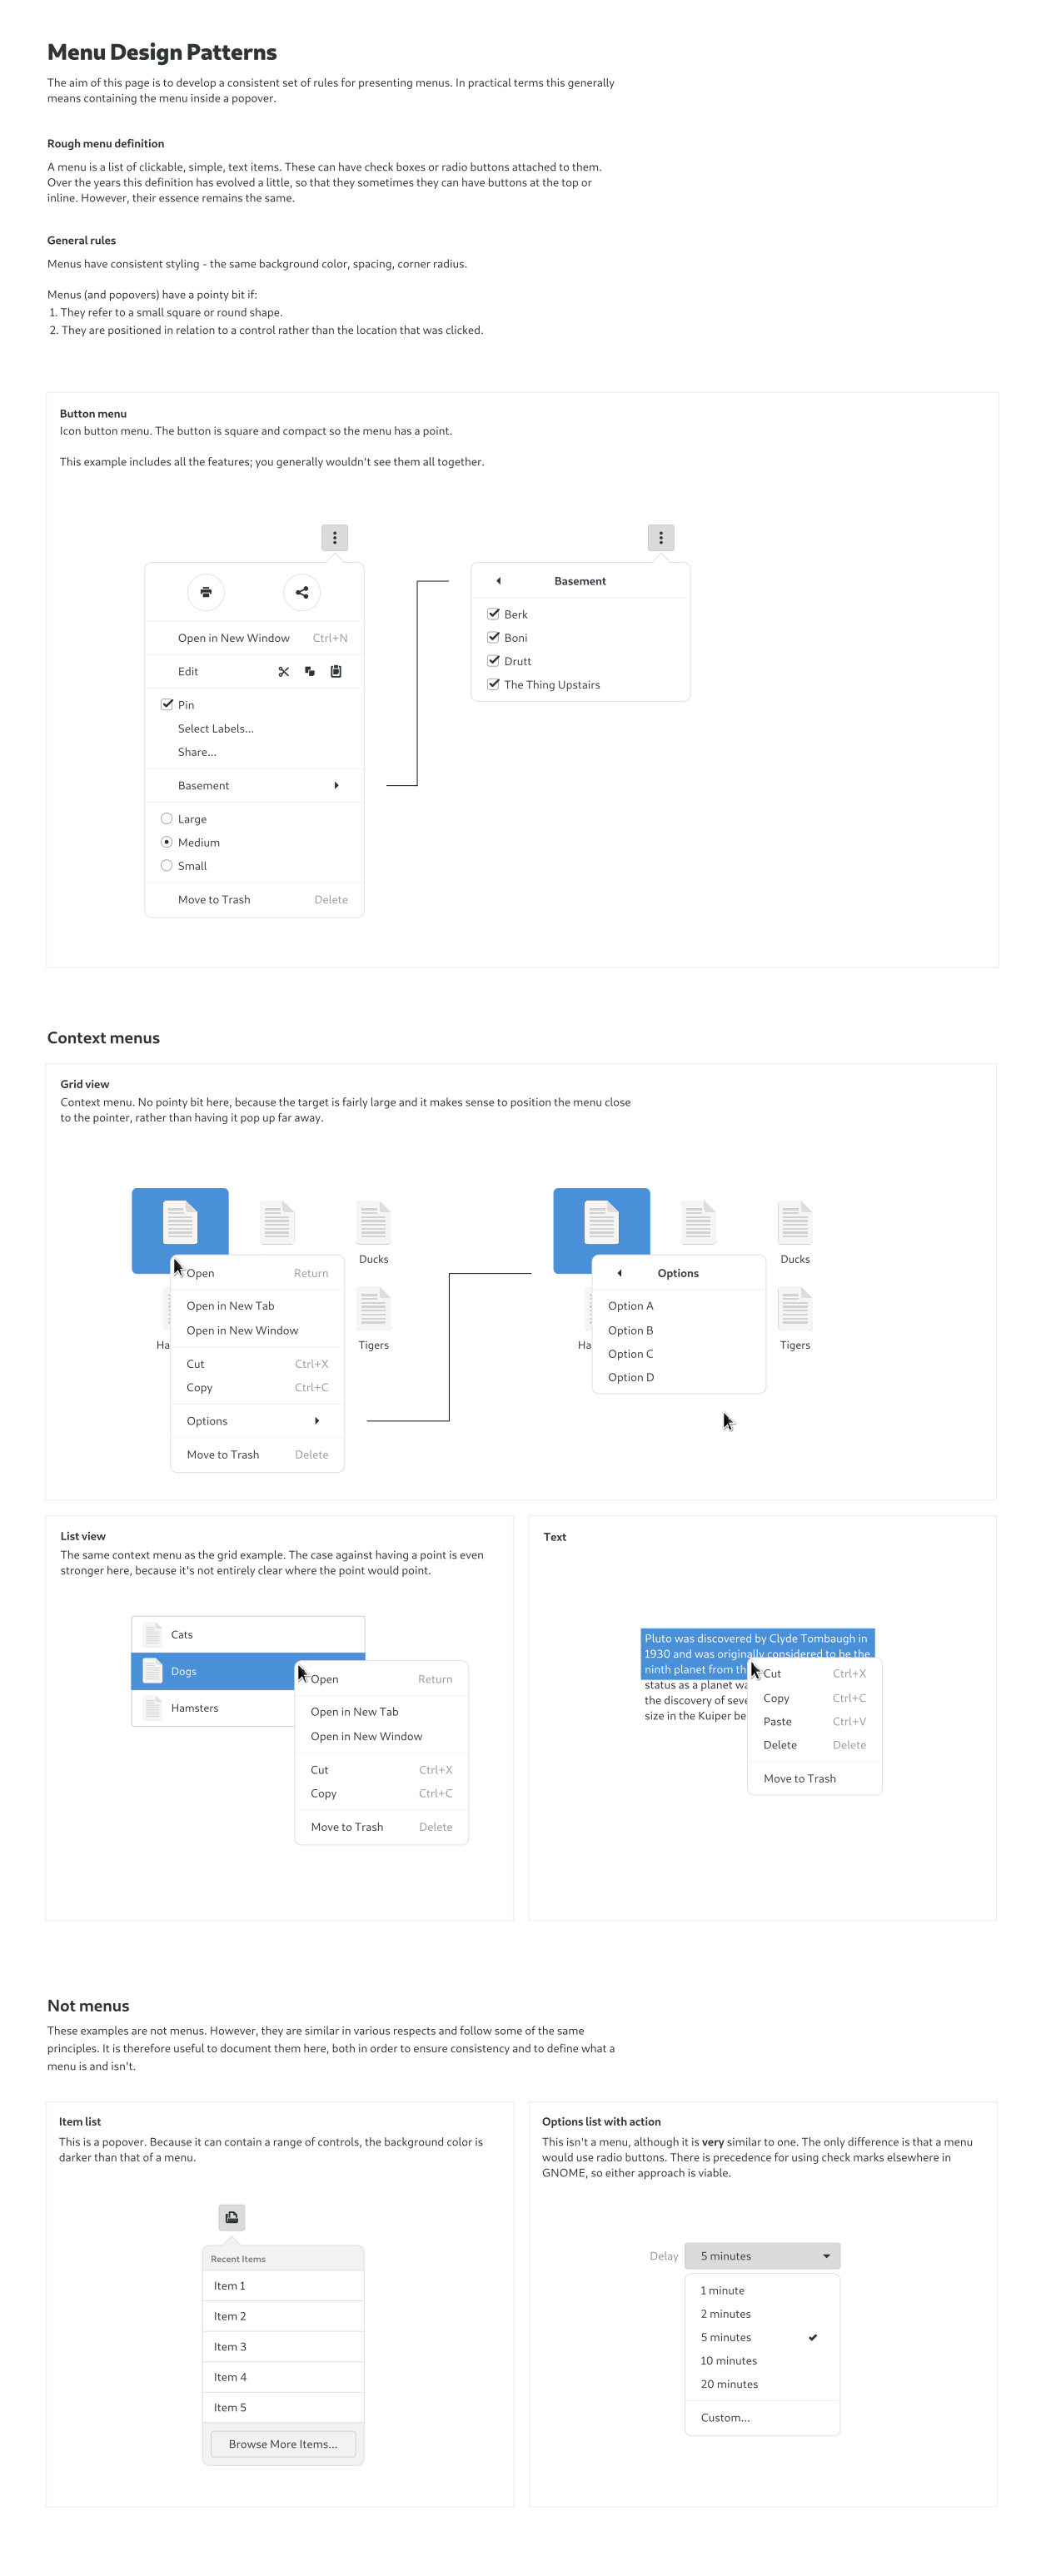 Menu Design Patterns
The aim of this page is to develop a consistent set of rules for presenting menus. In practical terms this generally
means containing the menu inside a popover.
Rough menu definition
A menu is a list of clickable, simple, text items. These can have check boxes or radio buttons attached to them.
Over the years this definition has evolved a little, so that they sometimes they can have buttons at the top or
inline. However, their essence remains the same.
General rules
Menus have consistent styling - the same background color, spacing, corner radius.
Menus (and popovers) have a pointy bit if:
1. They refer to a small square or round shape.
2. They are positioned in relation to a control rather than the location that was clicked.
Button menu
Icon button menu. The button is square and compact so the menu has a point.
This example includes all the features; you generally wouldn't see them all together.
Open in New Window Ctrl+N
Edit
Pin
Select Labels...
Share...
Basement
Large
Medium
Small
Move to Trash Delete
Basement
Berk
Boni
Drutt
The Thing Upstairs
Context menus
Grid view
Context menu. No pointy bit here, because the target is fairly large and it makes sense to position the menu close
to the pointer, rather than having it pop up far away.
Ducks
Ha
Tigers
Open Return
Open in New Tab
Open in New Window
Cut Ctrl+X
Copy Ctrl+C
Options
Move to Trash Delete
Ducks
Ha
Tigers
Options
Option A
Option B
Option C
Option D
List view
The same context menu as the grid example. The case against having a point is even
stronger here, because it's not entirely clear where the point would point.
Cats
Dogs
Hamsters
Open Return
Open in New Tab
Open in New Window
Cut Ctrl+X
Copy Ctrl+C
Move to Trash Delete
Text
Pluto was discovered by Clyde Tombaugh in
1930 and was originally considered to be the
ninth planet from th
status as a planet wa
the discovery of seve
size in the Kuiper be
Cut Ctrl+X
Copy Ctrl+C
Paste Ctrl+V
Delete Delete
Move to Trash
Not menus
These examples are not menus. However, they are similar in various respects and follow some of the same
principles. It is therefore useful to document them here, both in order to ensure consistency and to define what a
menu is and isn't.
Item list
This is a popover. Because it can contain a range of controls, the background color is
darker than that of a menu.
Recent Items
Item 1
Item 2
Item 3
Item 4
Item 5
Browse More Items...
Options list with action
This isn't a menu, although it is very similar to one. The only difference is that a menu
would use radio buttons. There is precedence for using check marks elsewhere in
GNOME, so either approach is viable.
Delay 5 minutes
1 minute
2 minutes
5 minutes
10 minutes
20 minutes
Custom...